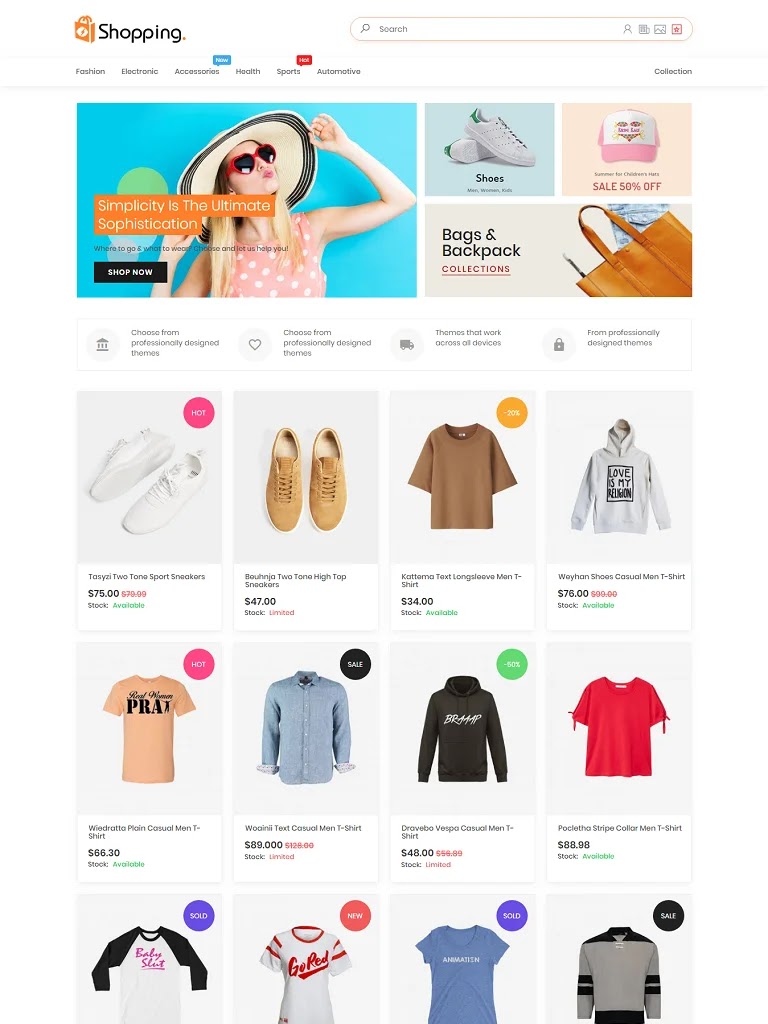 Shopping.
Search
New
Hot
Fashion Electronic Accessories Health Sports Automotive Collection
Simplicity Is The Ultimate
Sophistication
Where to go & what to wear? Choose and let us help you!
SHOP NOW
Shoes
Men, Women, Kids
Summer for Children's Hats
SALE 50% OFF
Bags &
Backpack
COLLECTIONS
Choose from
professionally designed
themes
Choose from
professionally designed
themes
Themes that work
across all devices
From professionally
designed themes
HOT
-20%
LOVE
IS MY
RELIGION
Tasyzi Two Tone Sport Sneakers
$75.00 $79.99
Stock: Available
Beuhnja Two Tone High Top
Sneakers
$47.00
Stock: Limited
Kattema Text Longsleeve Men T-
Shirt
$34.00
Stock: Available
Weyhan Shoes Casual Men T-Shirt
$76.00 $99.00
Stock: Available
HOT
Real Women
PRAY
SALE
-50%
BRAAAP
Wiedratta Plain Casual Men T-
Shirt
$66.30
Stock: Available
Woainii Text Casual Men T-Shirt
$89.000 $128.00
Stock: Limited
Dravebo Vespa Casual Men T-
Shirt
$48.00 $56.89
Stock: Limited
Pocletha Stripe Collar Men T-Shirt
$88.98
Stock: Available
SOLD
Baby
Slut
NEW
GoRed
SOLD
ANIMATION
SALE